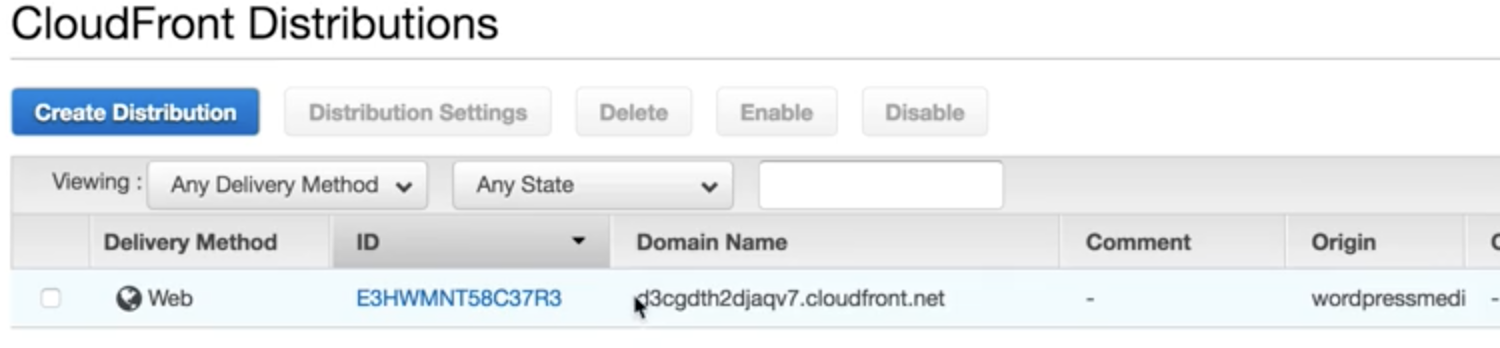 CloudFront Distributions
Create Distribution Distribution Settings Delete Enable Disable
Viewing : Any Delivery Method Any State
Delivery Method ID Domain Name Comment Origin C
Web E3HWMNT58C37R3 d3cgdth2djaqv7.cloudfront.net - wordpressmedi -